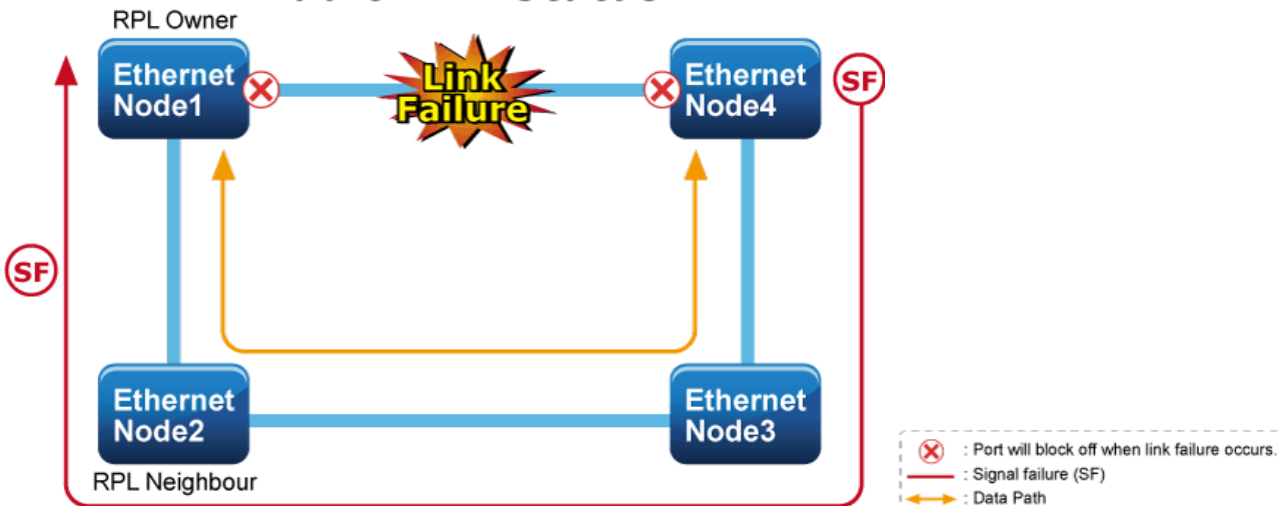 RPL Owner
Ethernet
Node1
Link
Failure
Ethernet
Node4
SF
SF
Ethernet
Node2
Ethernet
Node3
RPL Neighbour
: Port will block off when link failure occurs.
: Signal failure (SF)
: Data Path